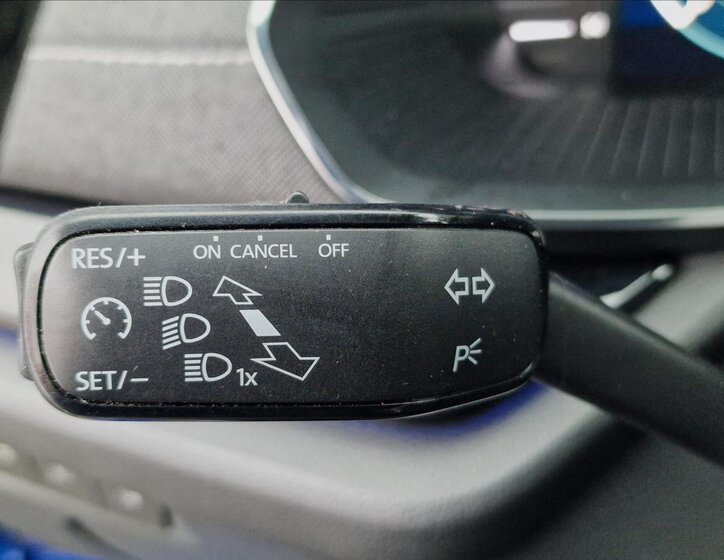 RES/+ ON CANCEL OFF
SET/− 1x
P